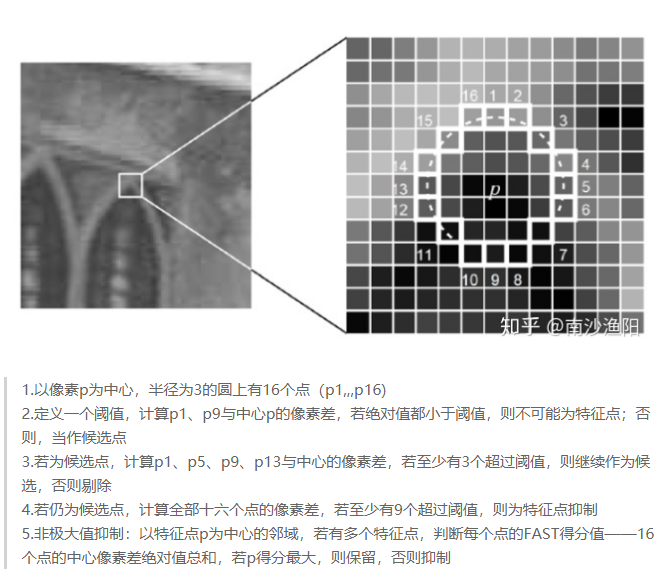 16 1 2
15 3
14 4
13 p 5
12 6
11 7
10 9 8
知乎 @南沙渔阳
1.以像素p为中心，半径为3的圆上有16个点（p1,,,p16）
2.定义一个阈值，计算p1、p9与中心p的像素差，若绝对值都小于阈值，则不可能为特征点；否
则，当作候选点
3.若为候选点，计算p1、p5、p9、p13与中心的像素差，若至少有3个超过阈值，则继续作为候
选，否则剔除
4.若仍为候选点，计算全部十六个点的像素差，若至少有9个超过阈值，则为特征点抑制
5.非极大值抑制：以特征点p为中心的邻域，若有多个特征点，判断每个点的FAST得分值——16
个点的中心像素差绝对值总和，若p得分最大，则保留，否则抑制